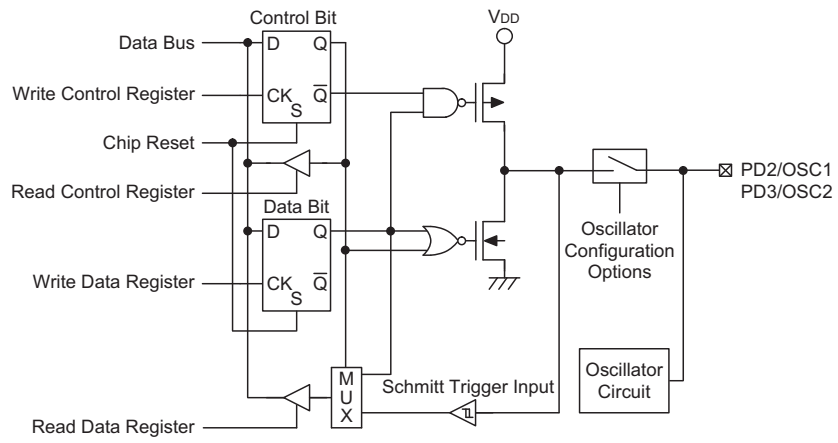 Control Bit
VDD
Data Bus
D
Q
Write Control Register
CK
Q
S
Chip Reset
Read Control Register
PD2/OSC1
PD3/OSC2
Data Bit
D
Q
Oscillator
Configuration
Options
Write Data Register
CK
Q
S
M
U
X
Schmitt Trigger Input
Oscillator
Circuit
Read Data Register